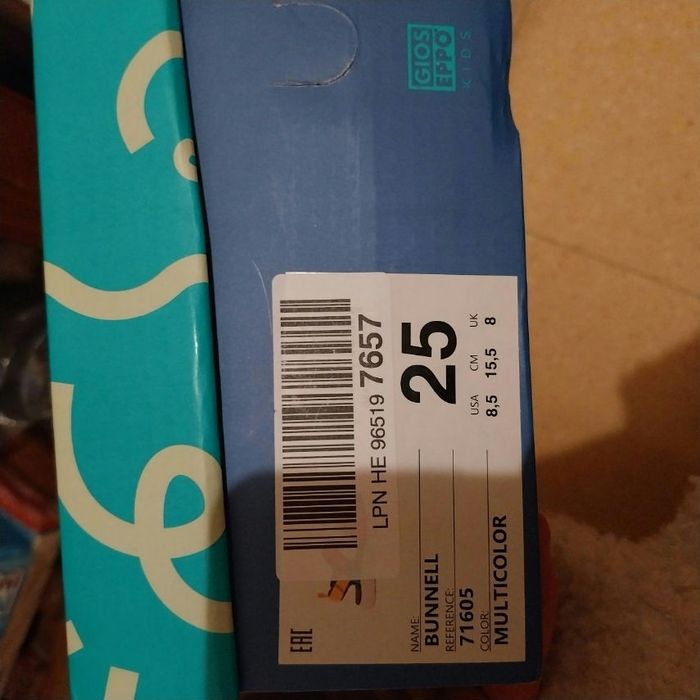 GIOS
EPPO
KIDS
LPN HE 96519 7657
25
USA CM UK
8,5 15,5 8
NAME:
BUNNELL
REFERENCE:
71605
COLOR:
MULTICOLOR
EAC